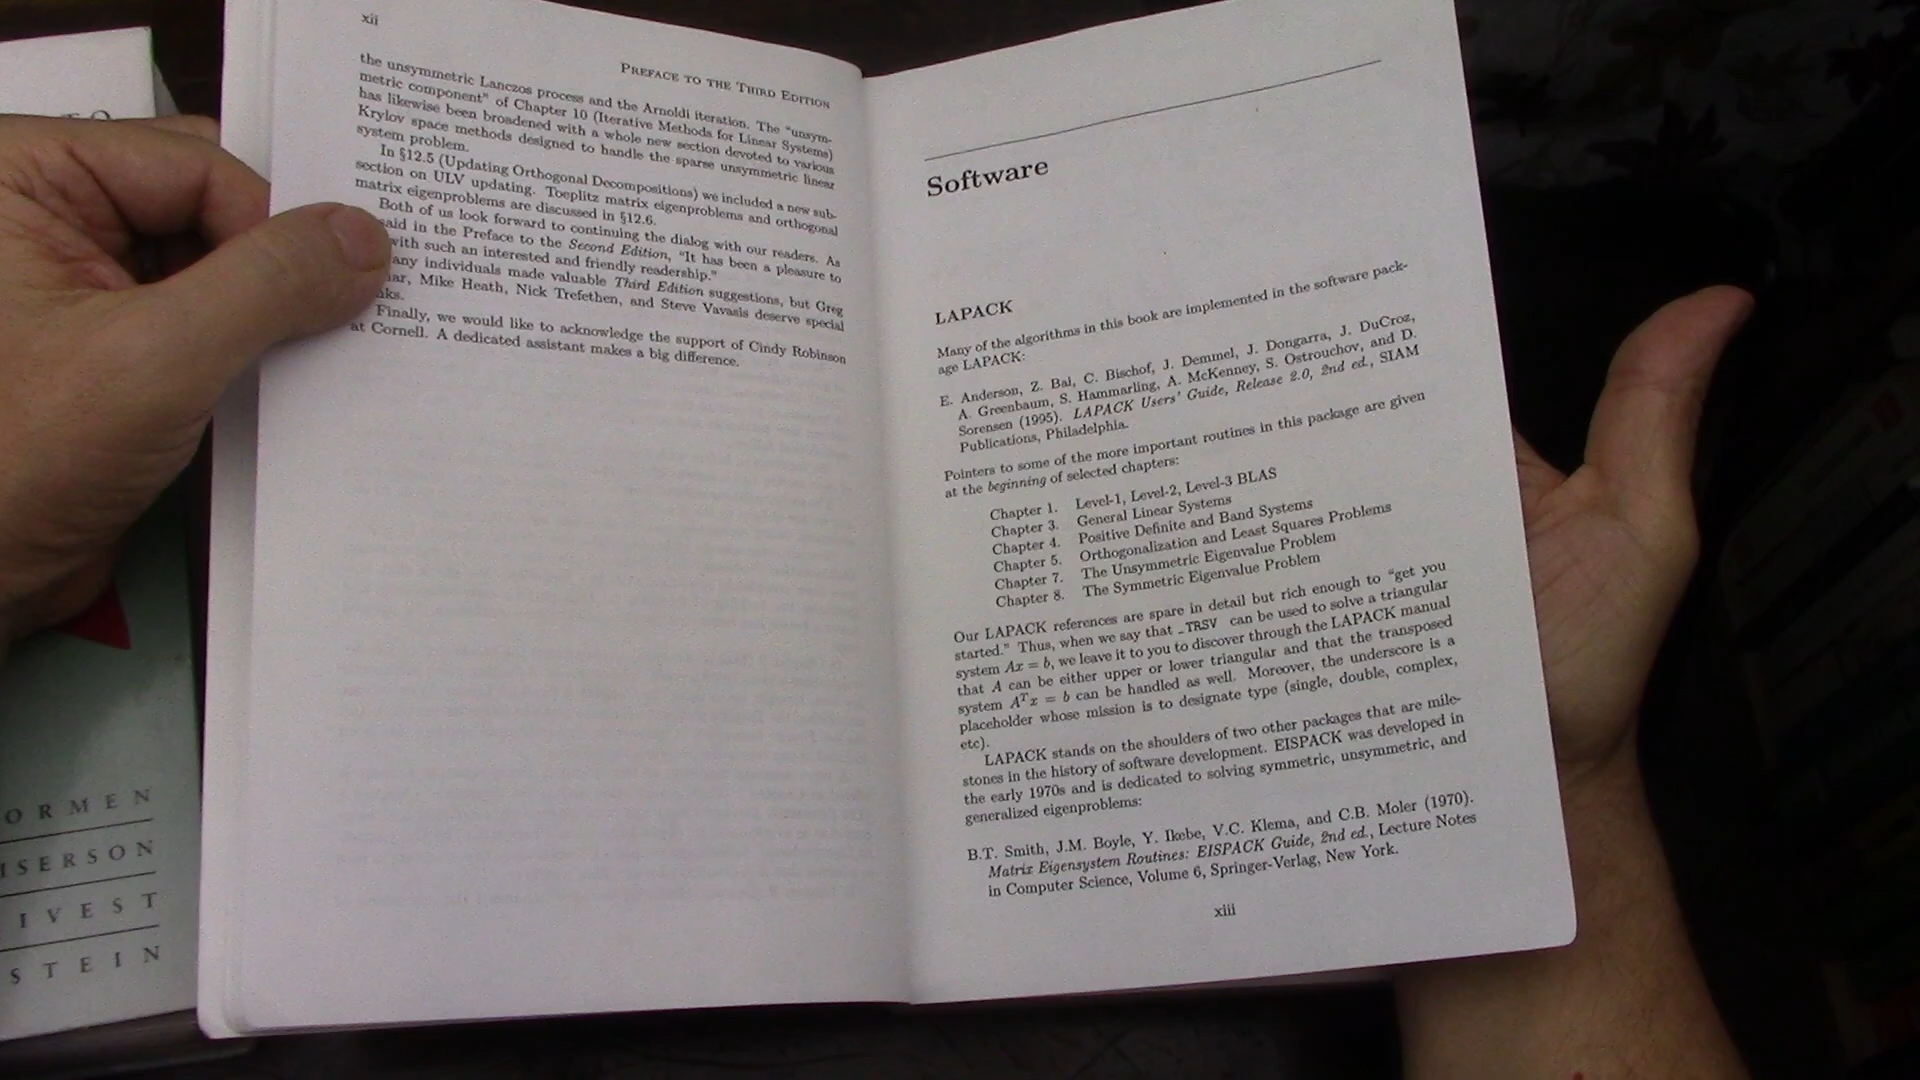 xii
PREFACE TO THE THIRD EDITION
the unsymmetric Lanczos process and the Arnoldi iteration. The "unsym-
metric component" of Chapter 10 (Iterative Methods for Linear Systems)
has likewise been broadened with a whole new section devoted to various
Krylov space methods designed to handle the sparse unsymmetric linear
system problem.
In §12.5 (Updating Orthogonal Decompositions) we included a new sub-
section on ULV updating. Toeplitz matrix eigenproblems and orthogonal
matrix eigenproblems are discussed in §12.6.
Both of us look forward to continuing the dialog with our readers. As
said in the Preface to the Second Edition, "It has been a pleasure to
with such an interested and friendly readership."
any individuals made valuable Third Edition suggestions, but Greg
ar, Mike Heath, Nick Trefethen, and Steve Vavasis deserve special
nks.
Finally, we would like to acknowledge the support of Cindy Robinson
at Cornell. A dedicated assistant makes a big difference.
Software
LAPACK
Many of the algorithms in this book are implemented in the software pack-
age LAPACK:
E. Anderson, Z. Bai, C. Bischof, J. Demmel, J. Dongarra, J. DuCroz,
A. Greenbaum, S. Hammarling, A. McKenney, S. Ostrouchov, and D.
Sorensen (1995). LAPACK Users' Guide, Release 2.0, 2nd ed., SIAM
Publications, Philadelphia.
Pointers to some of the more important routines in this package are given
at the beginning of selected chapters:
Chapter 1. Level-1, Level-2, Level-3 BLAS
Chapter 3. General Linear Systems
Chapter 4. Positive Definite and Band Systems
Chapter 5. Orthogonalization and Least Squares Problems
Chapter 7. The Unsymmetric Eigenvalue Problem
Chapter 8. The Symmetric Eigenvalue Problem
Our LAPACK references are spare in detail but rich enough to "get you
started." Thus, when we say that _TRSV can be used to solve a triangular
system Ax = b, we leave it to you to discover through the LAPACK manual
that A can be either upper or lower triangular and that the transposed
system Aᵀx = b can be handled as well. Moreover, the underscore is a
placeholder whose mission is to designate type (single, double, complex,
etc).
LAPACK stands on the shoulders of two other packages that are mile-
stones in the history of software development. EISPACK was developed in
the early 1970s and is dedicated to solving symmetric, unsymmetric, and
generalized eigenproblems:
B.T. Smith, J.M. Boyle, Y. Ikebe, V.C. Klema, and C.B. Moler (1970).
Matrix Eigensystem Routines: EISPACK Guide, 2nd ed., Lecture Notes
in Computer Science, Volume 6, Springer-Verlag, New York.
xiii
ORMEN
ISERSON
IVEST
STEIN